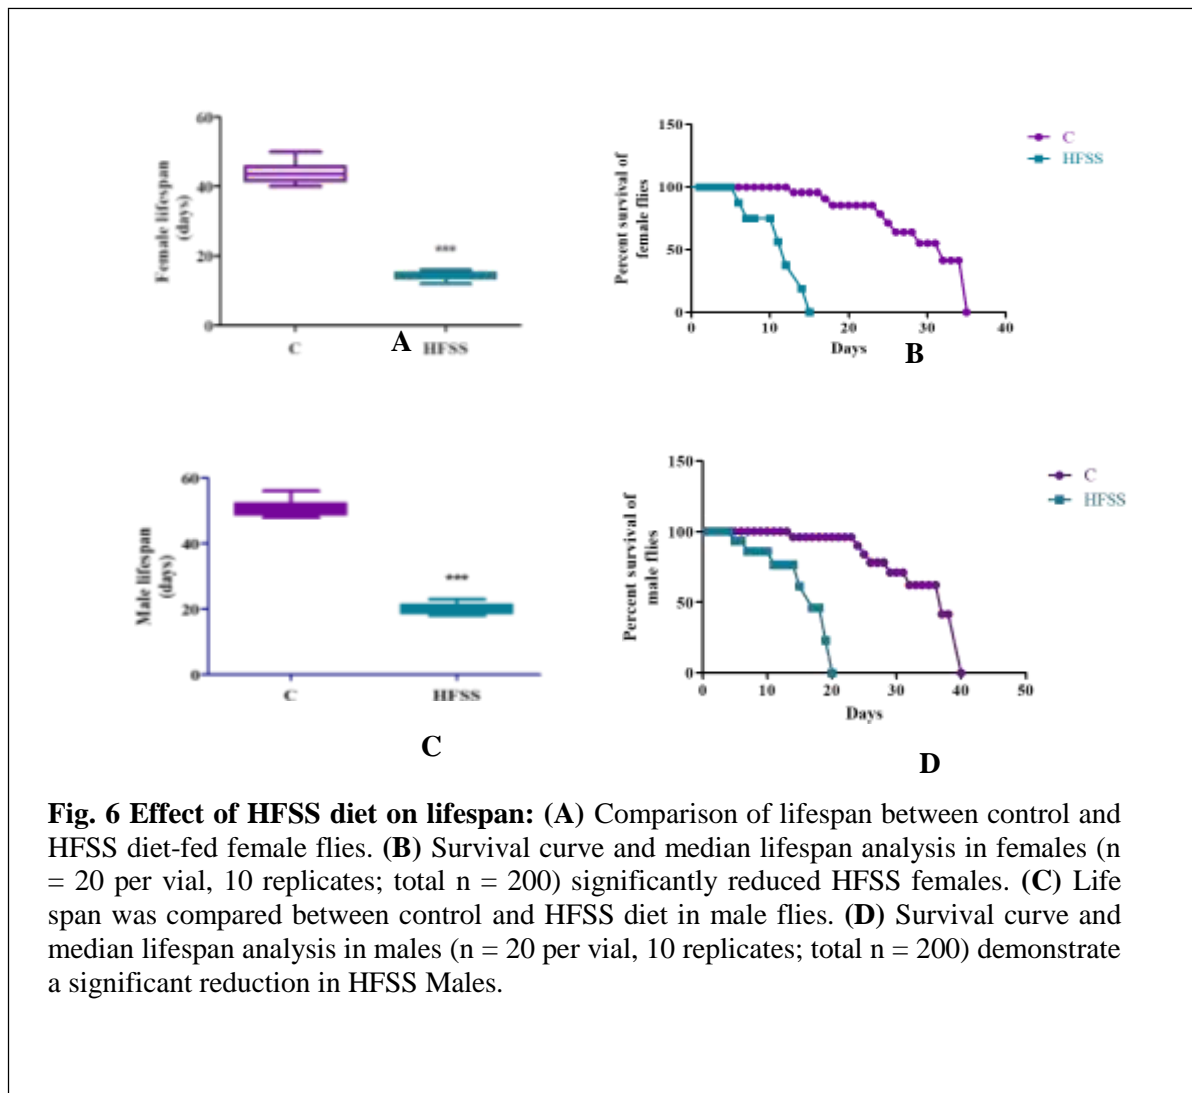 60
40
20
0
Female lifespan
(days)
***
C
HFSS
A
150
100
50
0
Percent survival of
female flies
0 10 20 30 40
Days
B
C
HFSS
60
40
20
0
Male lifespan
(days)
***
C
HFSS
C
150
100
50
0
Percent survival of
male flies
0 10 20 30 40 50
Days
D
C
HFSS
Fig. 6 Effect of HFSS diet on lifespan: (A) Comparison of lifespan between control and
HFSS diet-fed female flies. (B) Survival curve and median lifespan analysis in females (n
= 20 per vial, 10 replicates; total n = 200) significantly reduced HFSS females. (C) Life
span was compared between control and HFSS diet in male flies. (D) Survival curve and
median lifespan analysis in males (n = 20 per vial, 10 replicates; total n = 200) demonstrate
a significant reduction in HFSS Males.